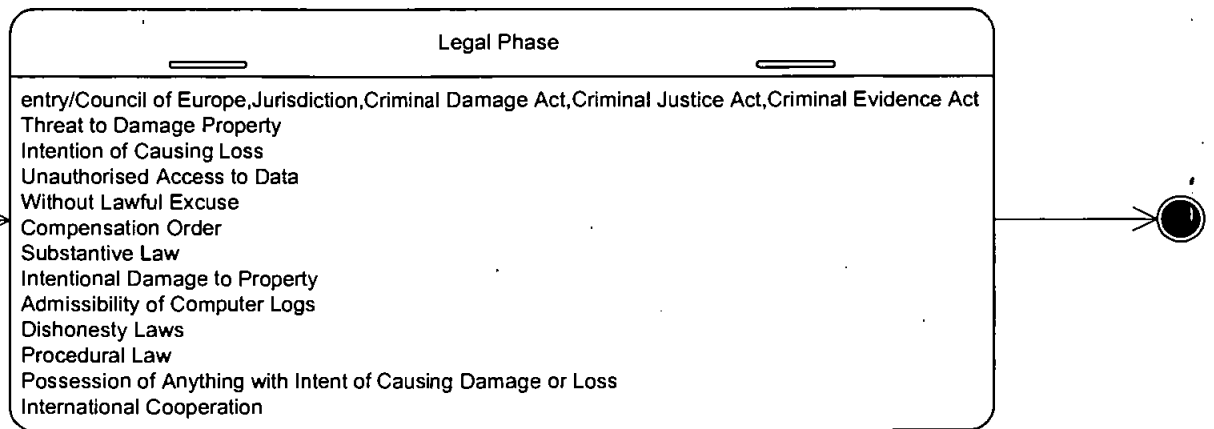 Legal Phase
entry/Council of Europe,Jurisdiction,Criminal Damage Act,Criminal Justice Act,Criminal Evidence Act
Threat to Damage Property
Intention of Causing Loss
Unauthorised Access to Data
Without Lawful Excuse
Compensation Order
Substantive Law
Intentional Damage to Property
Admissibility of Computer Logs
Dishonesty Laws
Procedural Law
Possession of Anything with Intent of Causing Damage or Loss
International Cooperation